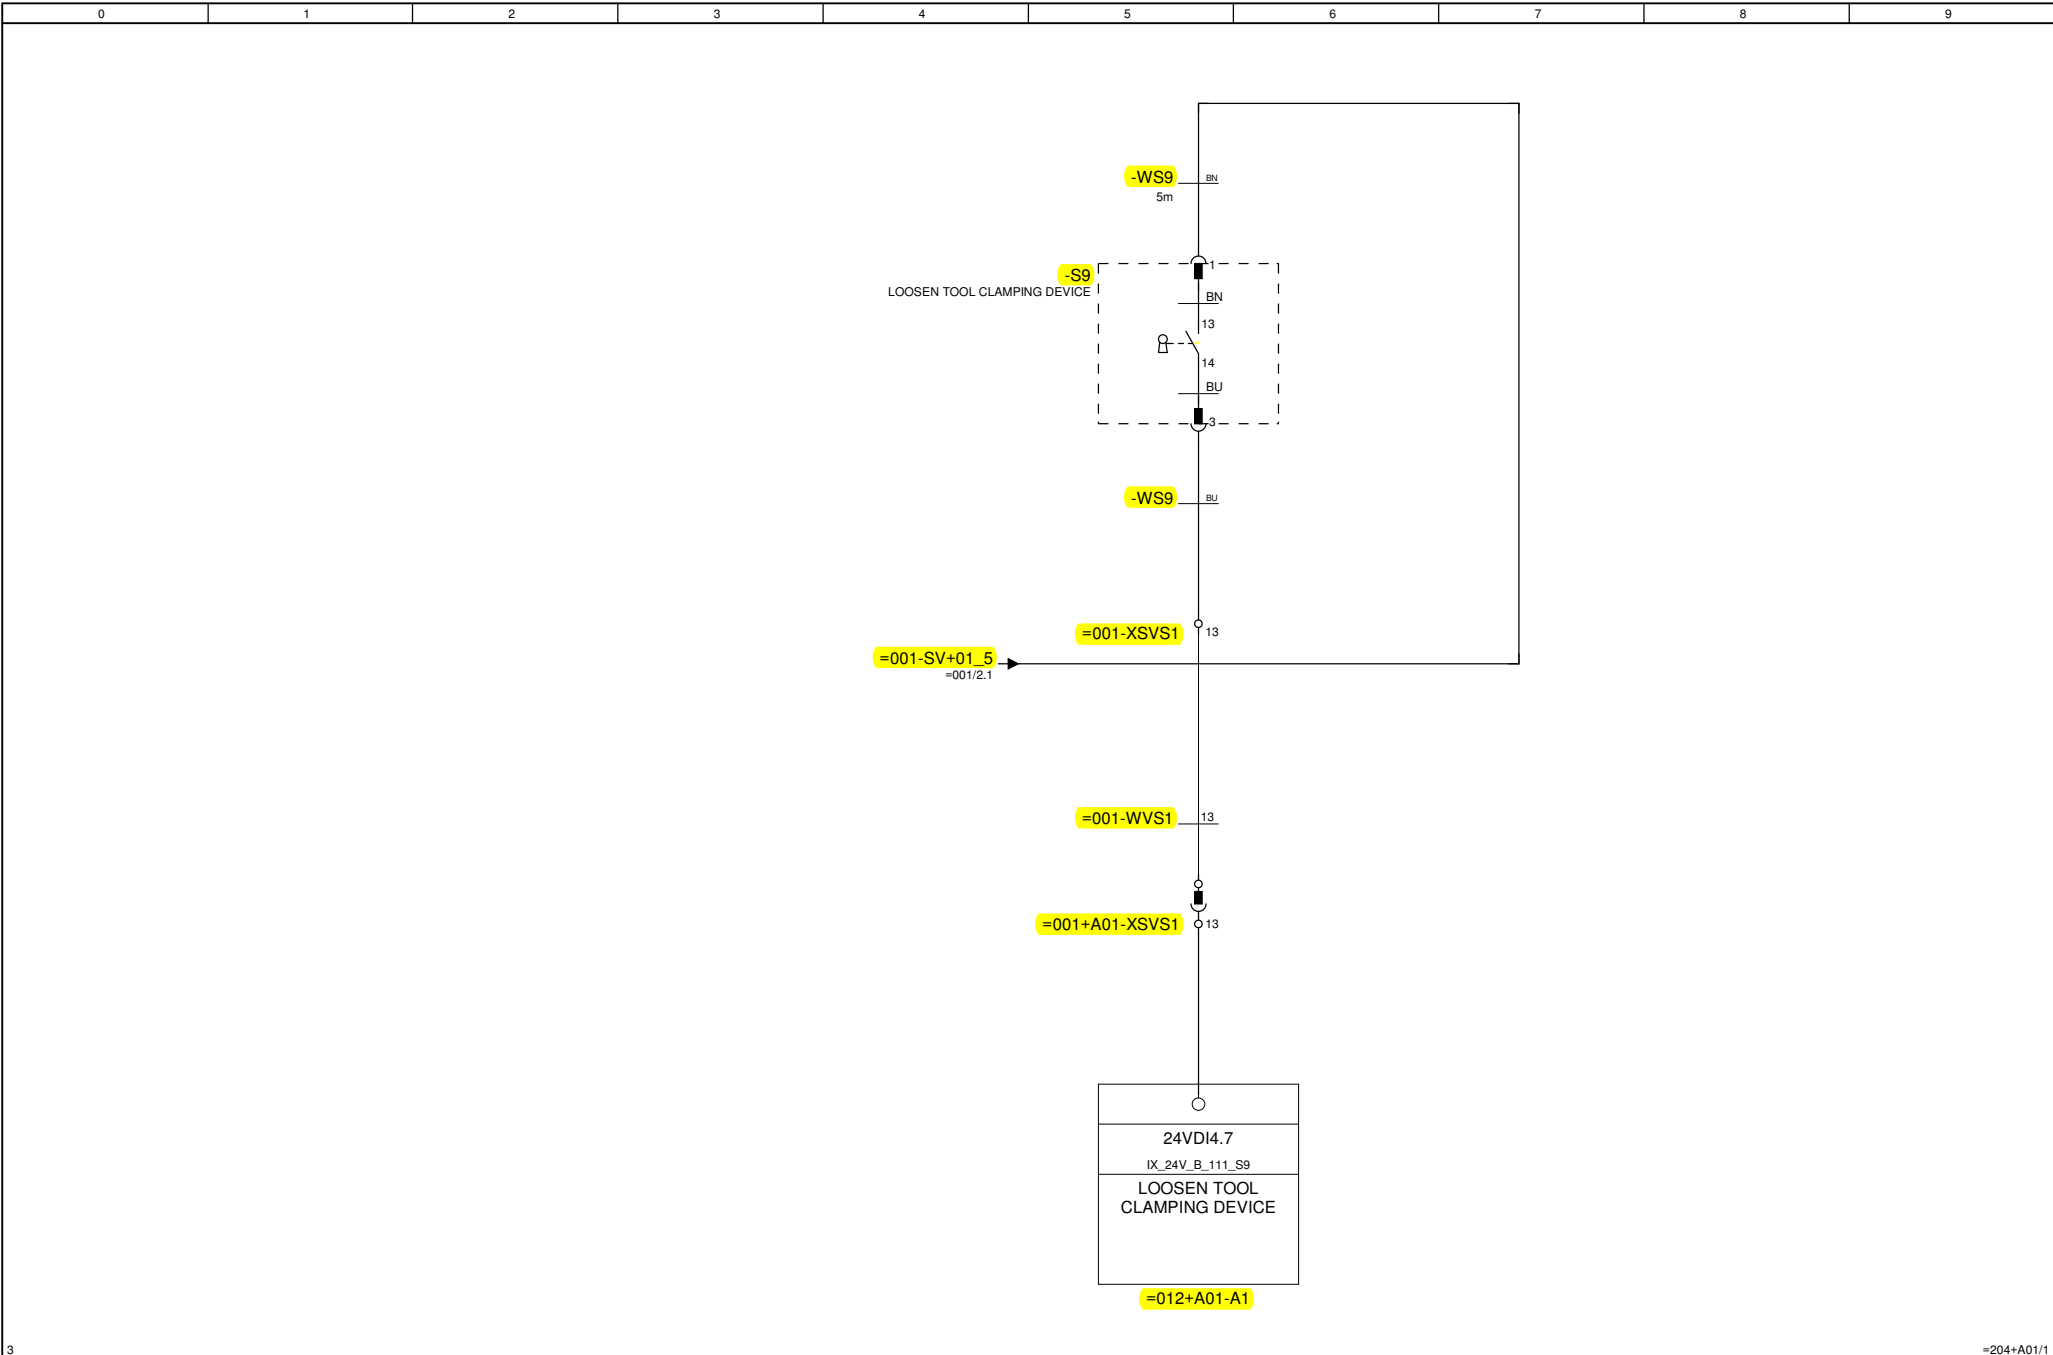 0 1 2 3 4 5 6 7 8 9
-WS9 BN
5m
-S9 1
LOOSEN TOOL CLAMPING DEVICE
BN
13
14
BU
3
-WS9 BU
=001-XSVS1 13
=001-SV+01_5
=001/2.1
=001-WVS1 13
=001+A01-XSVS1 13
24VDI4.7
IX_24V_B_111_S9
LOOSEN TOOL
CLAMPING DEVICE
=012+A01-A1
3 =204+A01/1